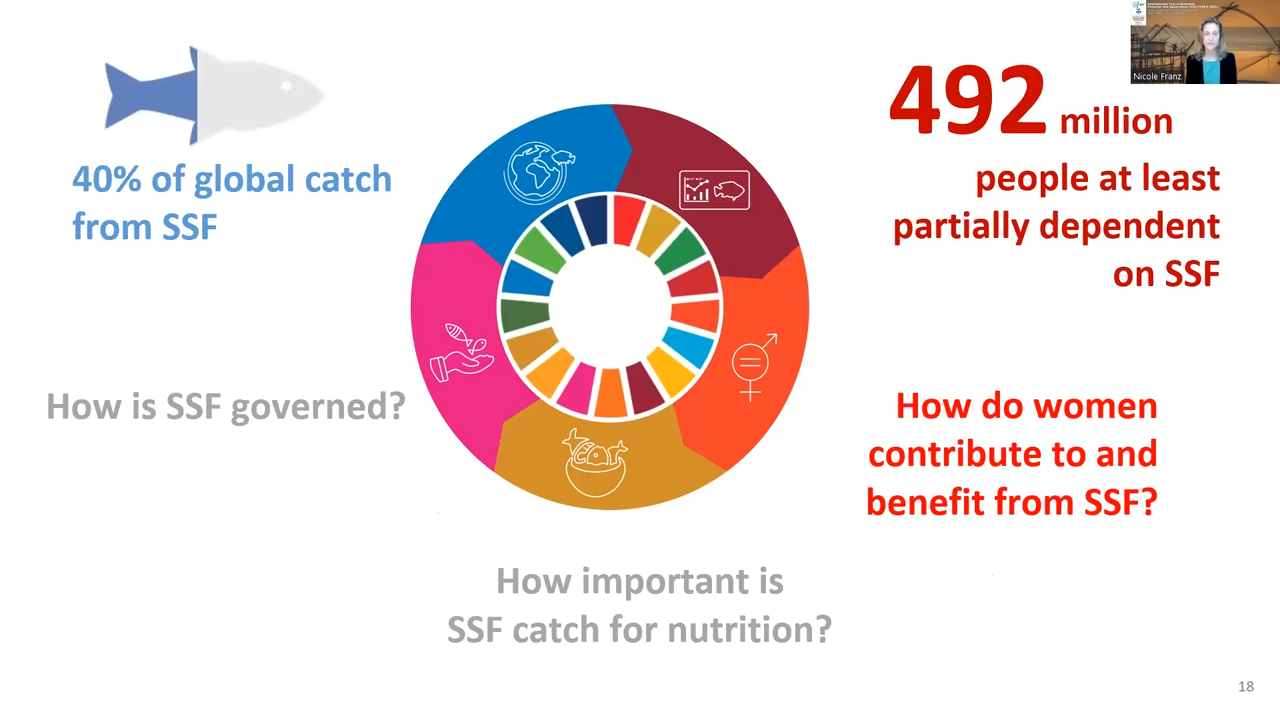 Nicole Franz
492 million
people at least
partially dependent
on SSF
40% of global catch
from SSF
How is SSF governed?
How do women
contribute to and
benefit from SSF?
How important is
SSF catch for nutrition?
18